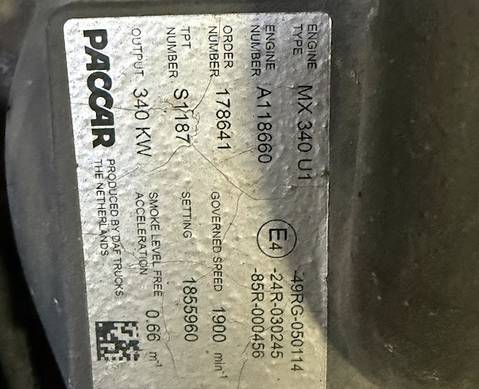 ENGINE TYPE MX 340 U1
ENGINE NUMBER A118660
ORDER NUMBER 178641
TPT NUMBER S1187
OUTPUT 340 KW
E4
-49RG-050114
-24R-030245
-85R-000456
GOVERNED SPEED 1900 min-1
SETTING 1855960
SMOKE LEVEL FREE ACCELERATION 0.66 m-1
PACCAR
PRODUCED BY DAF TRUCKS
THE NETHERLANDS